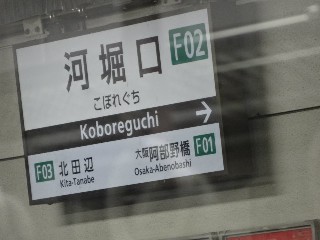 河堀口 F02
こぼれぐち
Koboreguchi
F03 北田辺
Kita-Tanabe
大阪阿部野橋 F01
Osaka-Abenobashi